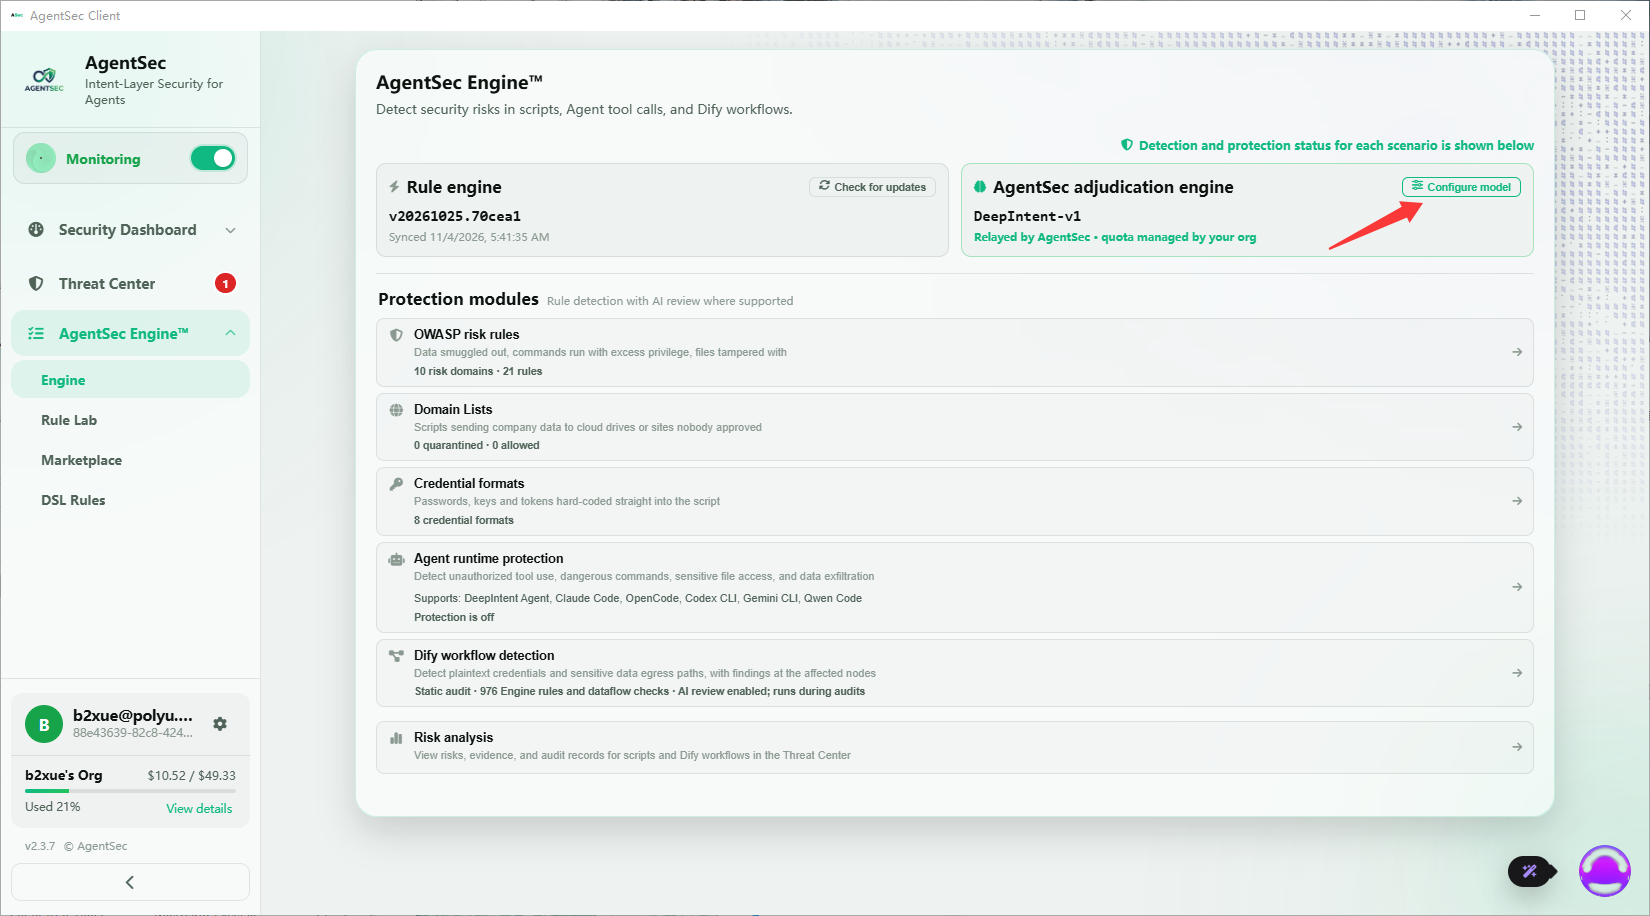 AgentSec Client
AGENTSEC
AgentSec
Intent-Layer Security for
Agents
Monitoring
Security Dashboard
Threat Center
1
AgentSec Engine™
Engine
Rule Lab
Marketplace
DSL Rules
B
b2xue@polyu....
88e43639-82c8-424...
b2xue's Org
$10.52 / $49.33
Used 21%
View details
v2.3.7 © AgentSec
AgentSec Engine™
Detect security risks in scripts, Agent tool calls, and Dify workflows.
Detection and protection status for each scenario is shown below
Rule engine
Check for updates
v20261025.70cea1
Synced 11/4/2026, 5:41:35 AM
AgentSec adjudication engine
Configure model
DeepIntent-v1
Relayed by AgentSec • quota managed by your org
Protection modules
Rule detection with AI review where supported
OWASP risk rules
Data smuggled out, commands run with excess privilege, files tampered with
10 risk domains · 21 rules
Domain Lists
Scripts sending company data to cloud drives or sites nobody approved
0 quarantined · 0 allowed
Credential formats
Passwords, keys and tokens hard-coded straight into the script
8 credential formats
Agent runtime protection
Detect unauthorized tool use, dangerous commands, sensitive file access, and data exfiltration
Supports: DeepIntent Agent, Claude Code, OpenCode, Codex CLI, Gemini CLI, Qwen Code
Protection is off
Dify workflow detection
Detect plaintext credentials and sensitive data egress paths, with findings at the affected nodes
Static audit · 976 Engine rules and dataflow checks · AI review enabled; runs during audits
Risk analysis
View risks, evidence, and audit records for scripts and Dify workflows in the Threat Center